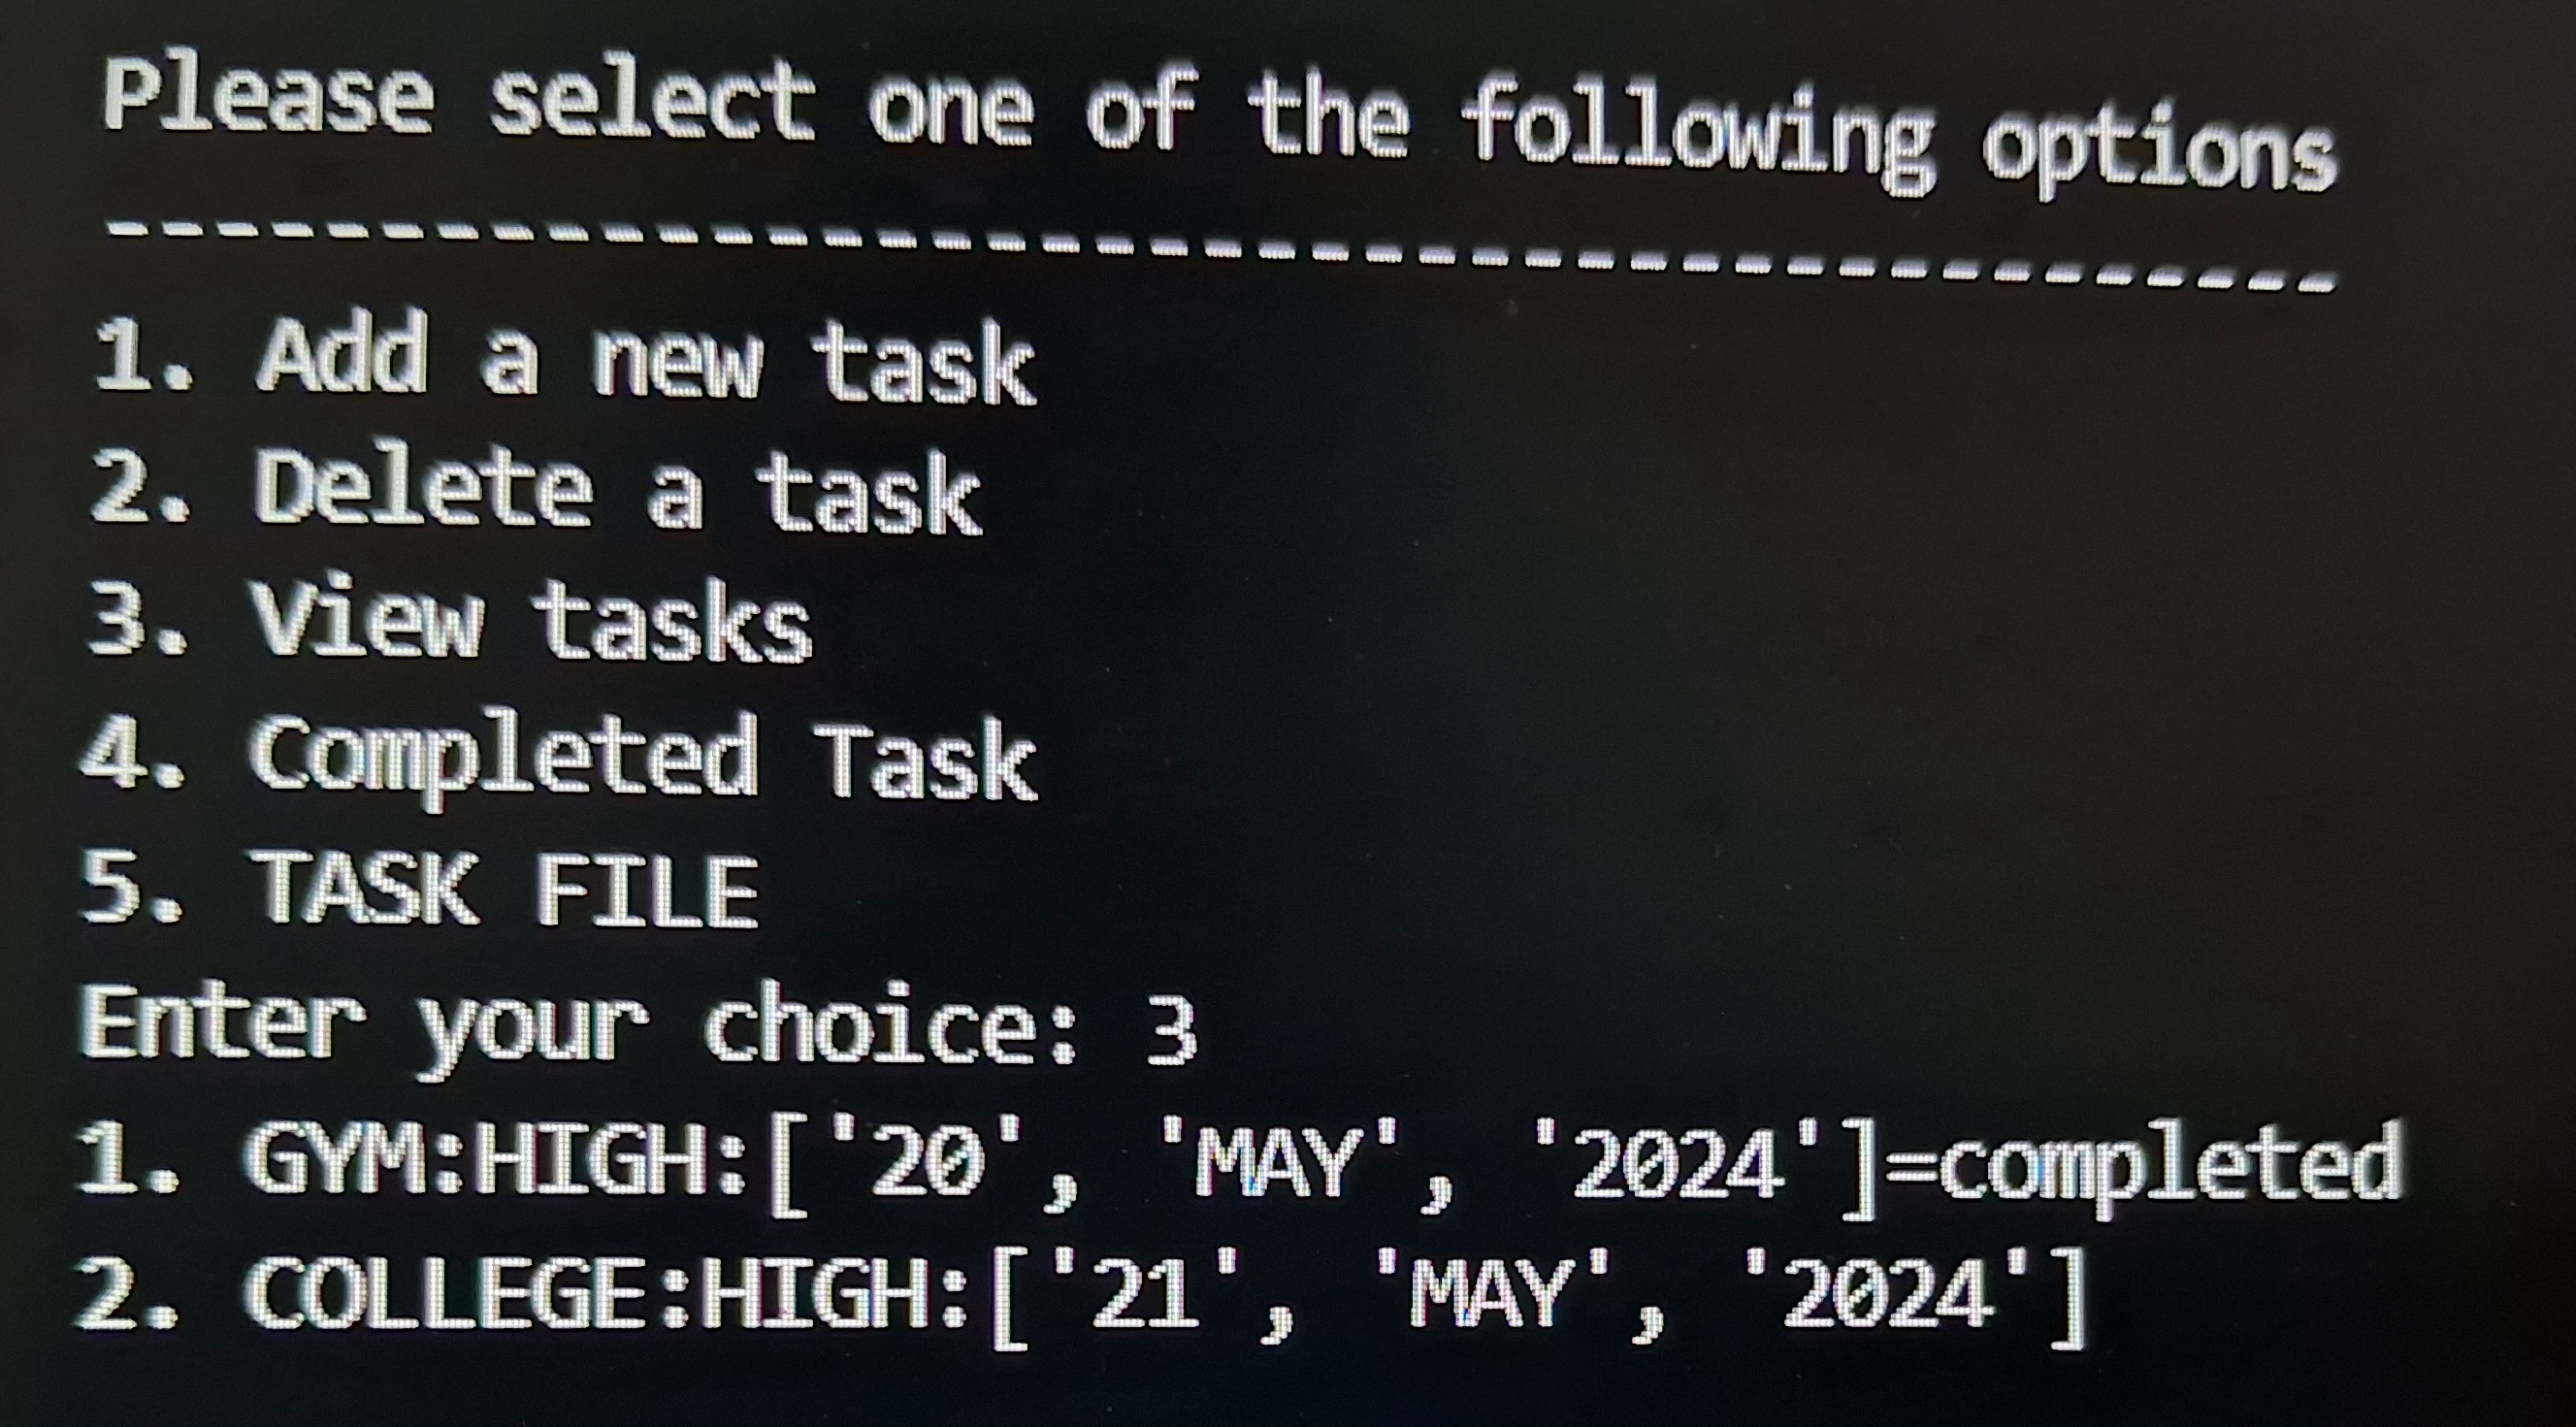 Please select one of the following options
------------------------------------------
1. Add a new task
2. Delete a task
3. View tasks
4. Completed Task
5. TASK FILE
Enter your choice: 3
1. GYM:HIGH:['20', 'MAY', '2024']=completed
2. COLLEGE:HIGH:['21', 'MAY', '2024']